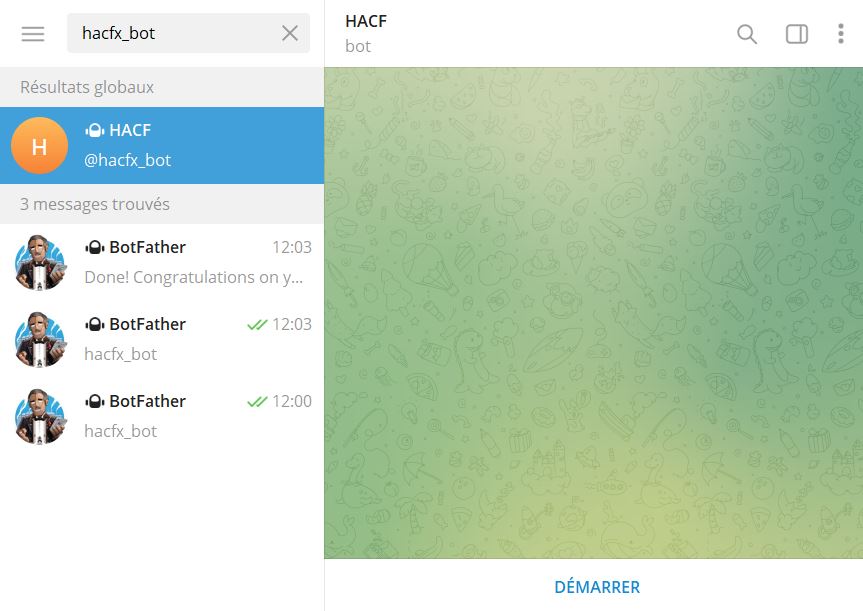 hacfx_bot
Résultats globaux
H
HACF
@hacfx_bot
3 messages trouvés
BotFather 12:03
Done! Congratulations on y...
BotFather 12:03
hacfx_bot
BotFather 12:00
hacfx_bot
HACF
bot
DÉMARRER